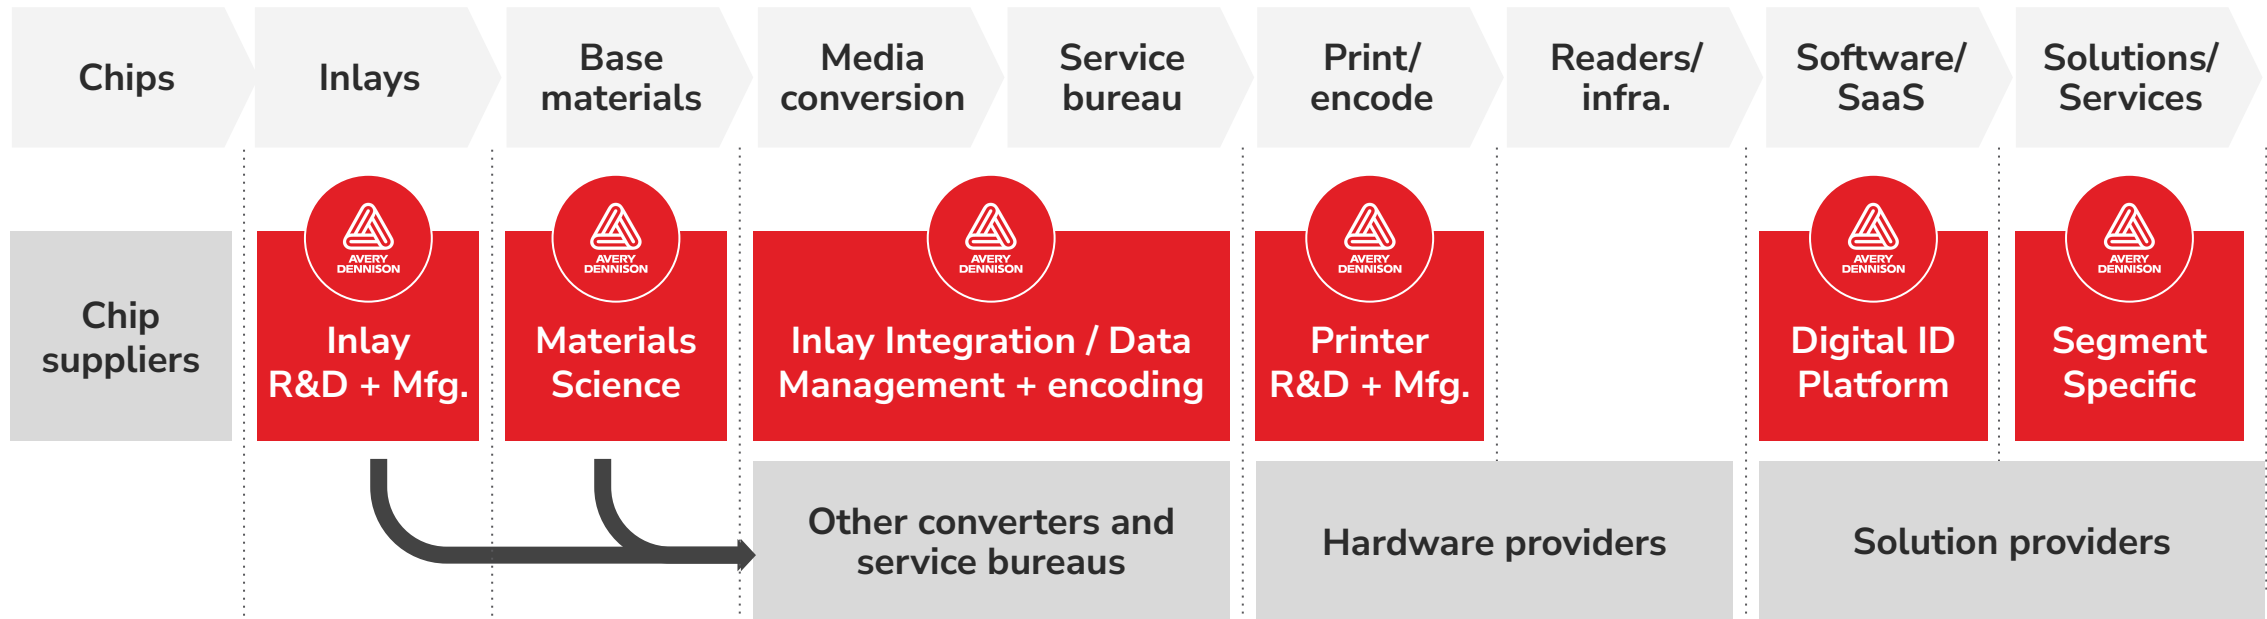 Chips
Inlays
Base
materials
Media
conversion
Service
bureau
Print/
encode
Readers/
infra.
Software/
SaaS
Solutions/
Services
Chip
suppliers
AVERY
DENNISON
Inlay
R&D + Mfg.
AVERY
DENNISON
Materials
Science
AVERY
DENNISON
Inlay Integration / Data
Management + encoding
AVERY
DENNISON
Printer
R&D + Mfg.
AVERY
DENNISON
Digital ID
Platform
AVERY
DENNISON
Segment
Specific
Other converters and
service bureaus
Hardware providers
Solution providers